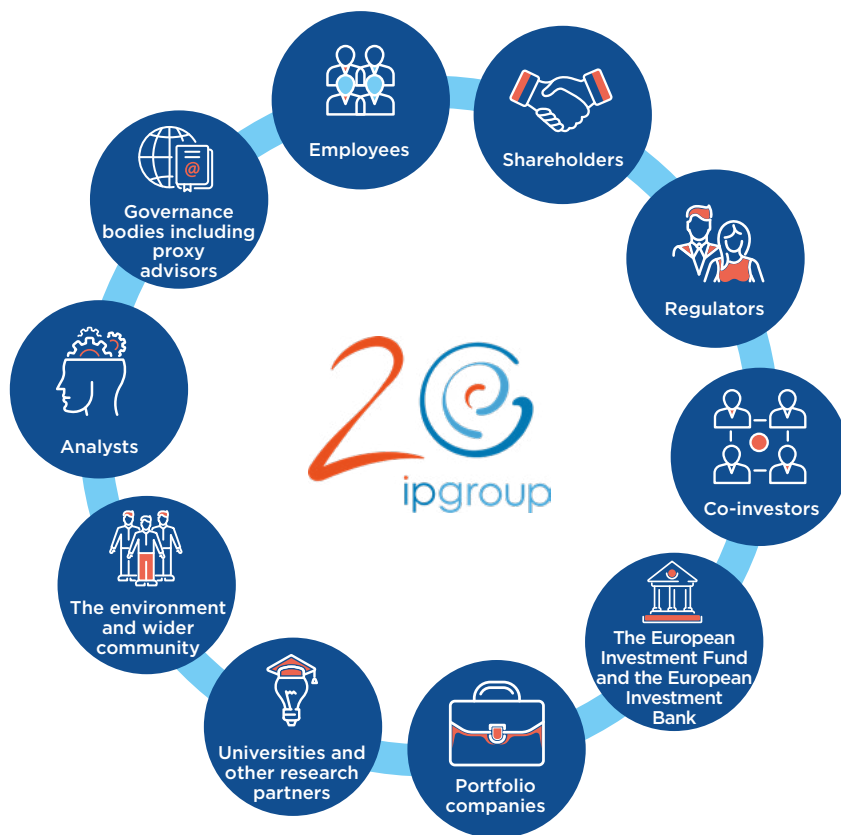 Employees
Shareholders
Regulators
Co-investors
The European
Investment Fund
and the European
Investment
Bank
Portfolio
companies
Universities and
other research
partners
The environment
and wider
community
Analysts
Governance
bodies including
proxy
advisors
@
20
ipgroup